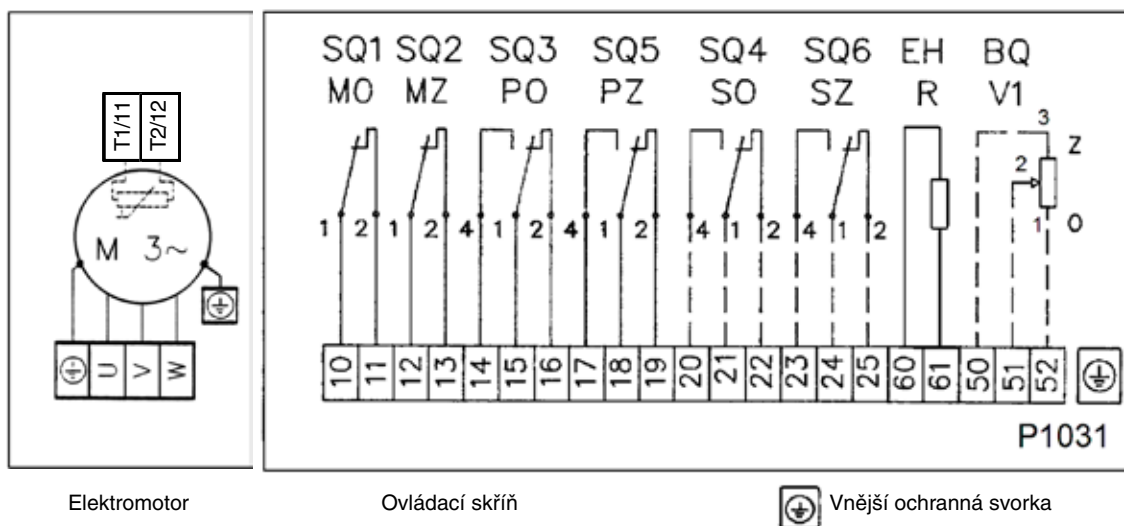 SQ1 SQ2 SQ3 SQ5 SQ4 SQ6 EH BQ
MO MZ PO PZ SO SZ R V1
T1/11
T2/12
3
Z
2
1
O
1 2 1 2 4 1 2 4 1 2 4 1 2 4 1 2
M 3~
U V W
10 11 12 13 14 15 16 17 18 19 20 21 22 23 24 25 60 61 50 51 52
P1031
Elektromotor
Ovládací skříň
Vnější ochranná svorka